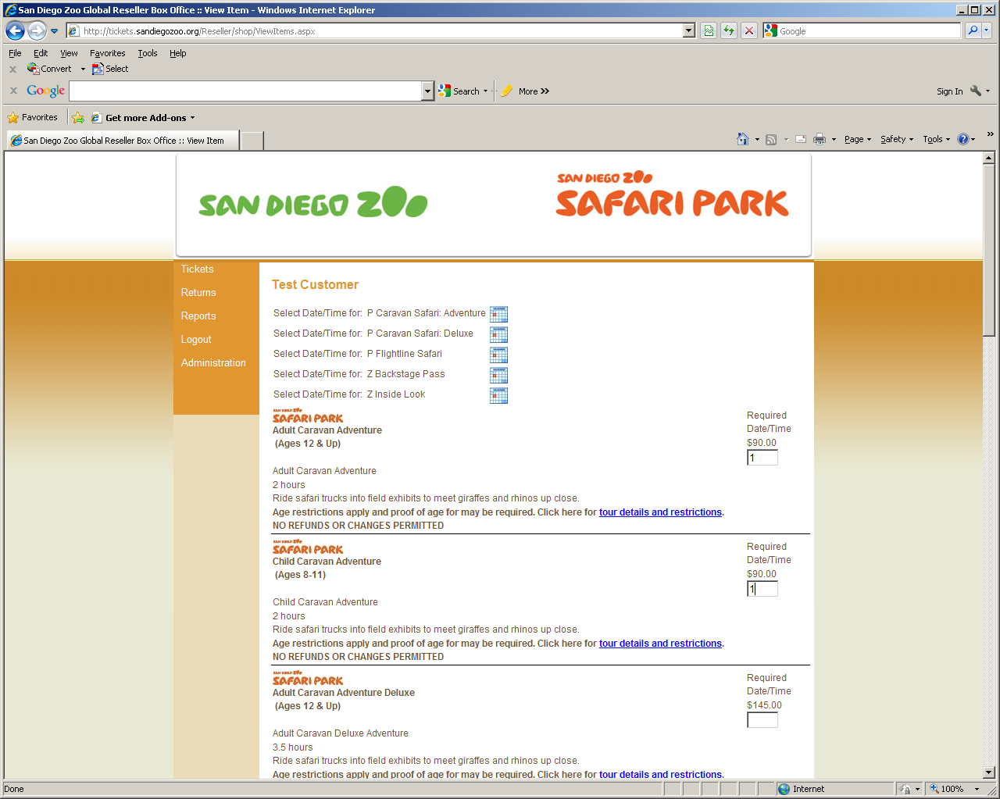 San Diego Zoo Global Reseller Box Office :: View Item - Windows Internet Explorer
http://tickets.sandiegozoo.org/Reseller/shop/ViewItems.aspx
Google
File Edit View Favorites Tools Help
x Convert Select
x Google Search More >> Sign In
Favorites Get more Add-ons
San Diego Zoo Global Reseller Box Office :: View Item
Page Safety Tools >>
SAN DIEGO ZOO
SAN DIEGO ZOO
SAFARI PARK
Tickets
Returns
Reports
Logout
Administration
Test Customer
Select Date/Time for: P Caravan Safari: Adventure
Select Date/Time for: P Caravan Safari: Deluxe
Select Date/Time for: P Flightline Safari
Select Date/Time for: Z Backstage Pass
Select Date/Time for: Z Inside Look
SAN DIEGO ZOO
SAFARI PARK
Adult Caravan Adventure
(Ages 12 & Up)
Required
Date/Time
$90.00
1
Adult Caravan Adventure
2 hours
Ride safari trucks into field exhibits to meet giraffes and rhinos up close.
Age restrictions apply and proof of age for may be required. Click here for tour details and restrictions.
NO REFUNDS OR CHANGES PERMITTED
SAN DIEGO ZOO
SAFARI PARK
Child Caravan Adventure
(Ages 8-11)
Required
Date/Time
$90.00
1
Child Caravan Adventure
2 hours
Ride safari trucks into field exhibits to meet giraffes and rhinos up close.
Age restrictions apply and proof of age for may be required. Click here for tour details and restrictions.
NO REFUNDS OR CHANGES PERMITTED
SAN DIEGO ZOO
SAFARI PARK
Adult Caravan Adventure Deluxe
(Ages 12 & Up)
Required
Date/Time
$145.00
Adult Caravan Deluxe Adventure
3.5 hours
Ride safari trucks into field exhibits to meet giraffes and rhinos up close.
Age restrictions apply and proof of age for may be required. Click here for tour details and restrictions.
Done Internet 100%